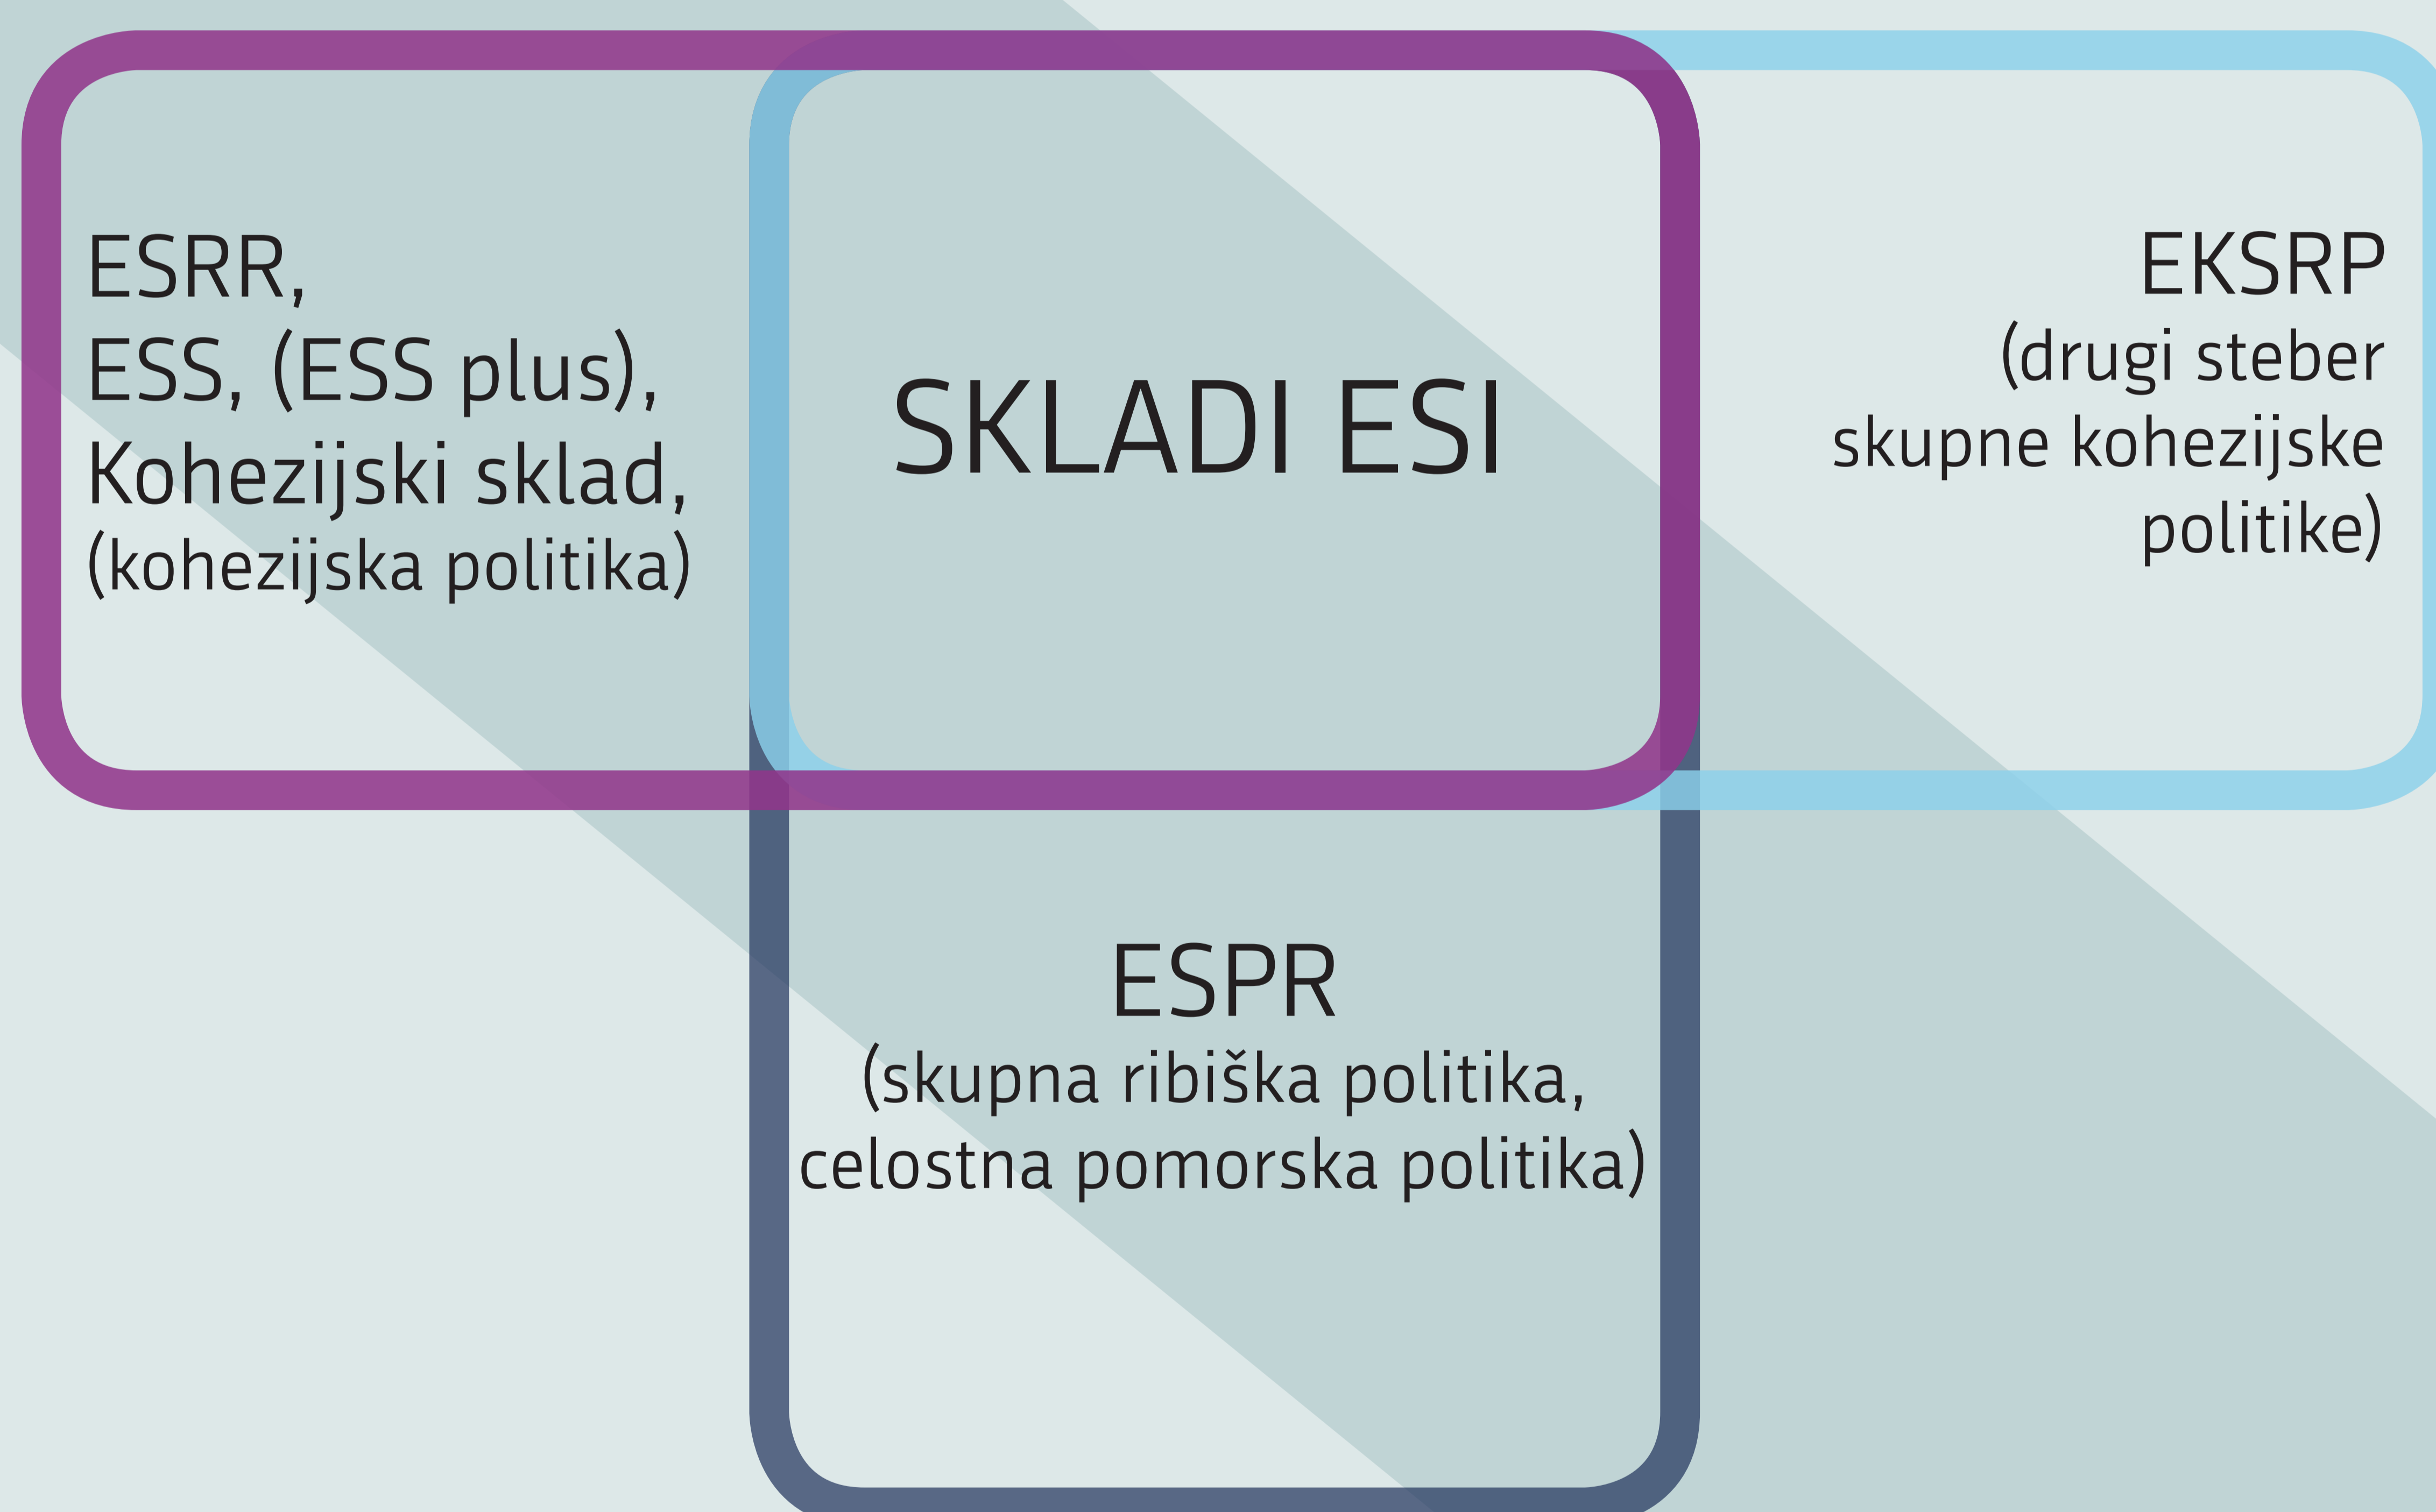 ESRR,
ESS, (ESS plus),
Kohezijski sklad,
(kohezijska politika)
SKLADI ESI
EKSRP
(drugi steber
skupne kohezijske
politike)
ESPR
(skupna ribiška politika,
celostna pomorska politika)